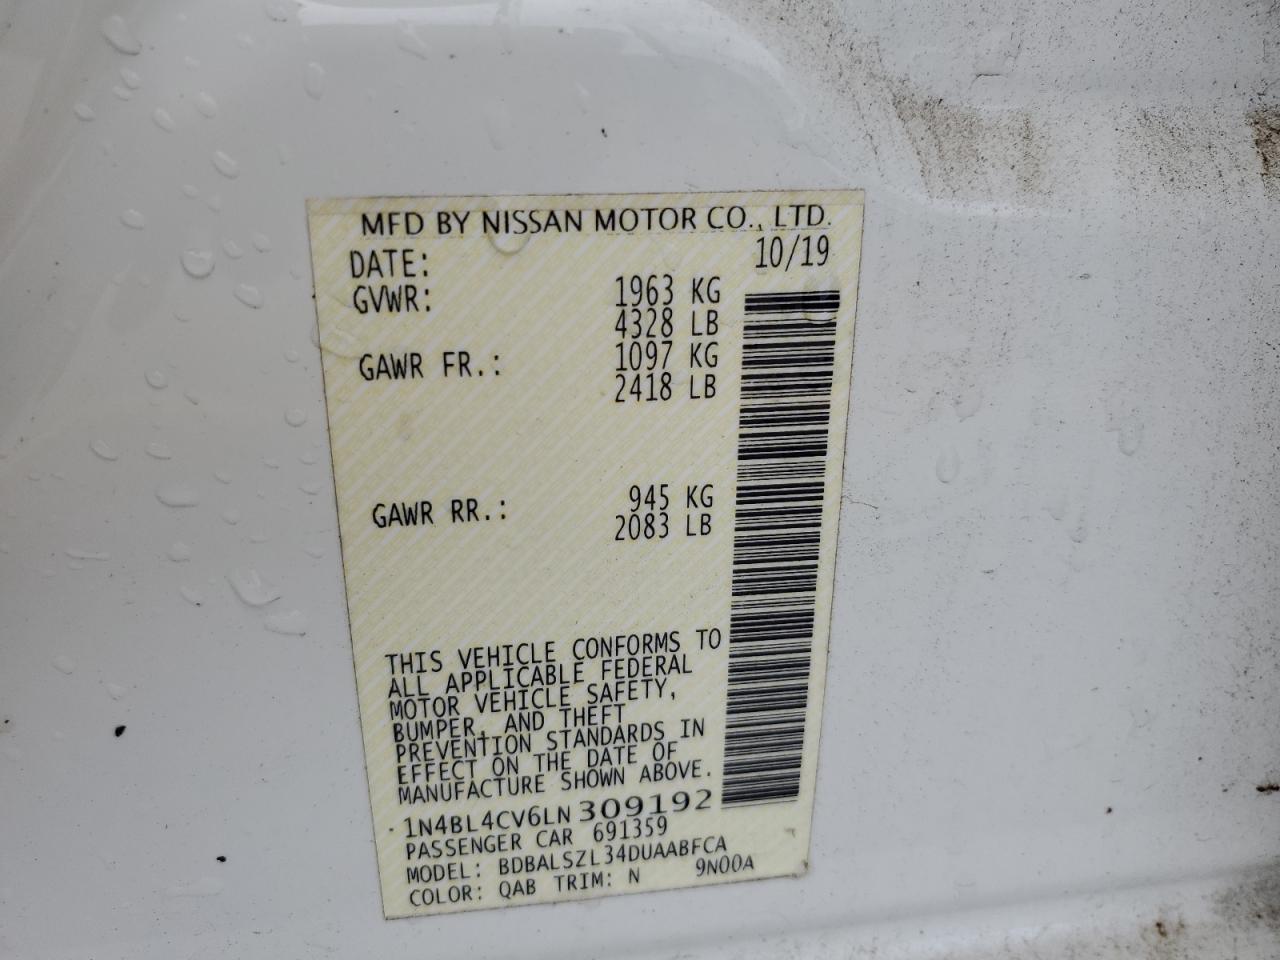 MFD BY NISSAN MOTOR CO., LTD.
DATE: 10/19
GVWR: 1963 KG
4328 LB
GAWR FR.: 1097 KG
2418 LB
GAWR RR.: 945 KG
2083 LB
THIS VEHICLE CONFORMS TO
ALL APPLICABLE FEDERAL
MOTOR VEHICLE SAFETY,
BUMPER, AND THEFT
PREVENTION STANDARDS IN
EFFECT ON THE DATE OF
MANUFACTURE SHOWN ABOVE.
1N4BL4CV6LN309192
PASSENGER CAR 691359
MODEL: BDBALSZL34DUAABFCA
COLOR: QAB TRIM: N 9N00A